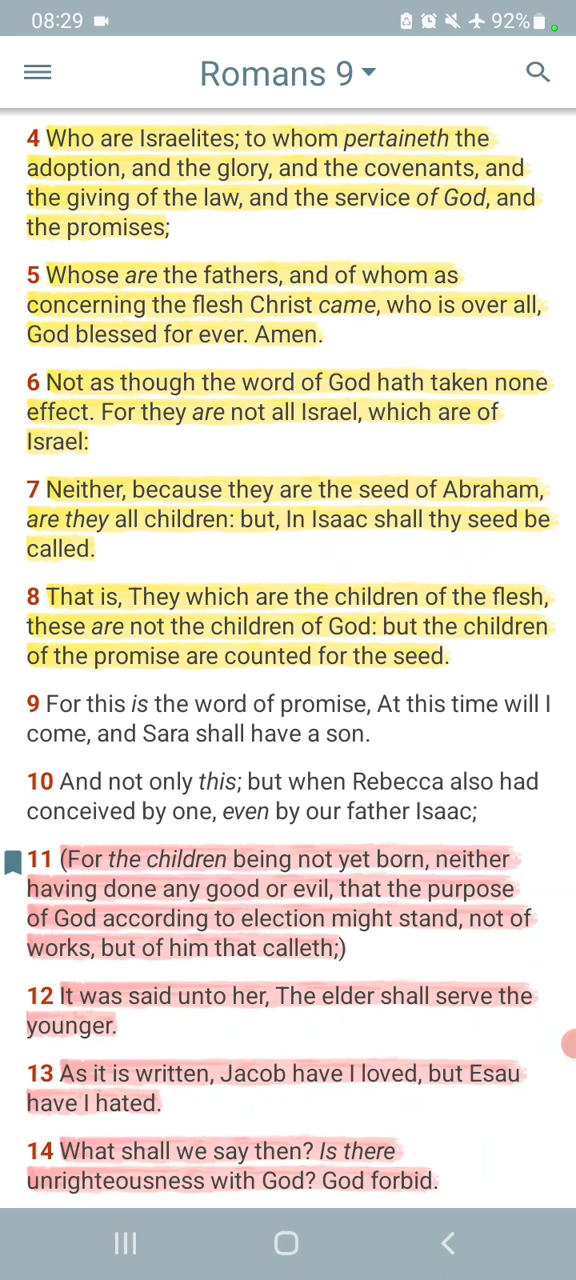 08:29 92%
Romans 9
4 Who are Israelites; to whom pertaineth the
adoption, and the glory, and the covenants, and
the giving of the law, and the service of God, and
the promises;
5 Whose are the fathers, and of whom as
concerning the flesh Christ came, who is over all,
God blessed for ever. Amen.
6 Not as though the word of God hath taken none
effect. For they are not all Israel, which are of
Israel:
7 Neither, because they are the seed of Abraham,
are they all children: but, In Isaac shall thy seed be
called.
8 That is, They which are the children of the flesh,
these are not the children of God: but the children
of the promise are counted for the seed.
9 For this is the word of promise, At this time will I
come, and Sara shall have a son.
10 And not only this; but when Rebecca also had
conceived by one, even by our father Isaac;
11 (For the children being not yet born, neither
having done any good or evil, that the purpose
of God according to election might stand, not of
works, but of him that calleth;)
12 It was said unto her, The elder shall serve the
younger.
13 As it is written, Jacob have I loved, but Esau
have I hated.
14 What shall we say then? Is there
unrighteousness with God? God forbid.